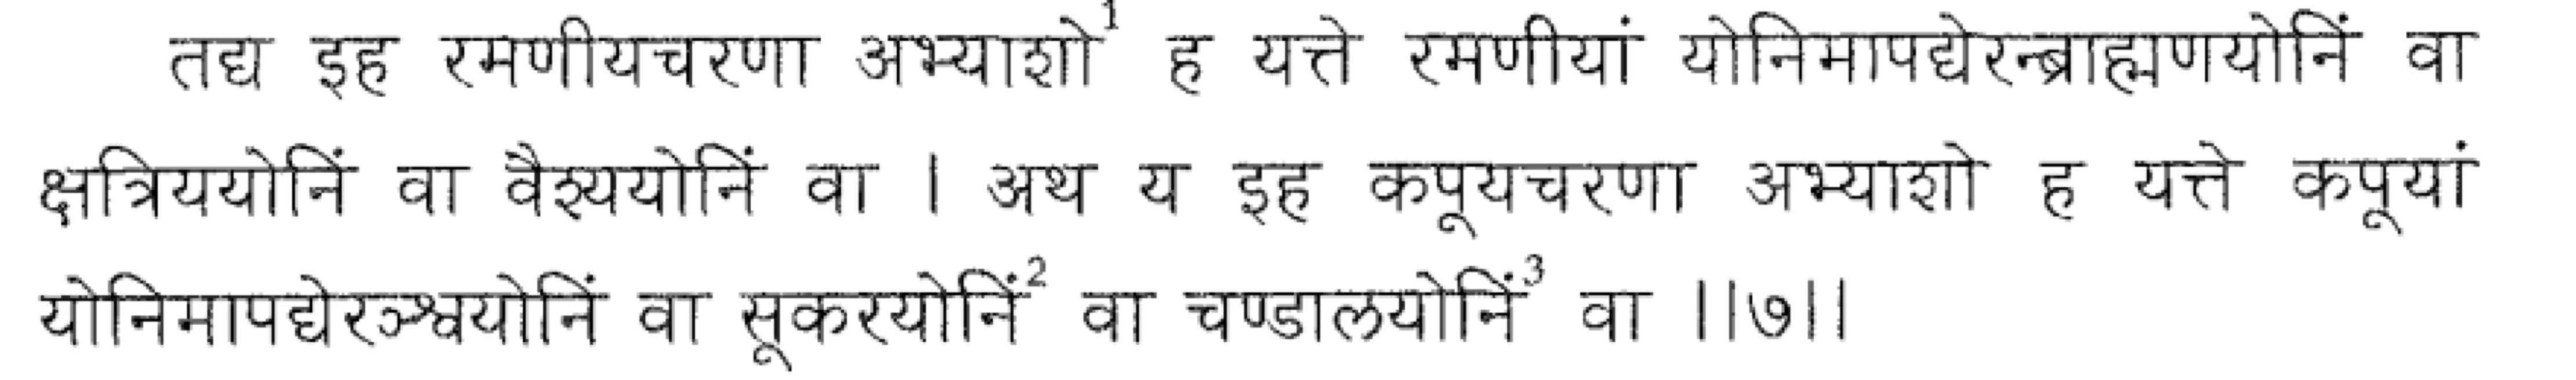 तद्य इह रमणीयचरणा अभ्याशो¹ ह यत्ते रमणीयां योनिमापद्येरन्ब्राह्मणयोनिं वा
क्षत्रिययोनिं वा वैश्ययोनिं वा । अथ य इह कपूयचरणा अभ्याशो ह यत्ते कपूयां
योनिमापद्येरञ्श्वयोनिं वा सूकरयोनिं² वा चण्डालयोनिं³ वा ||७||